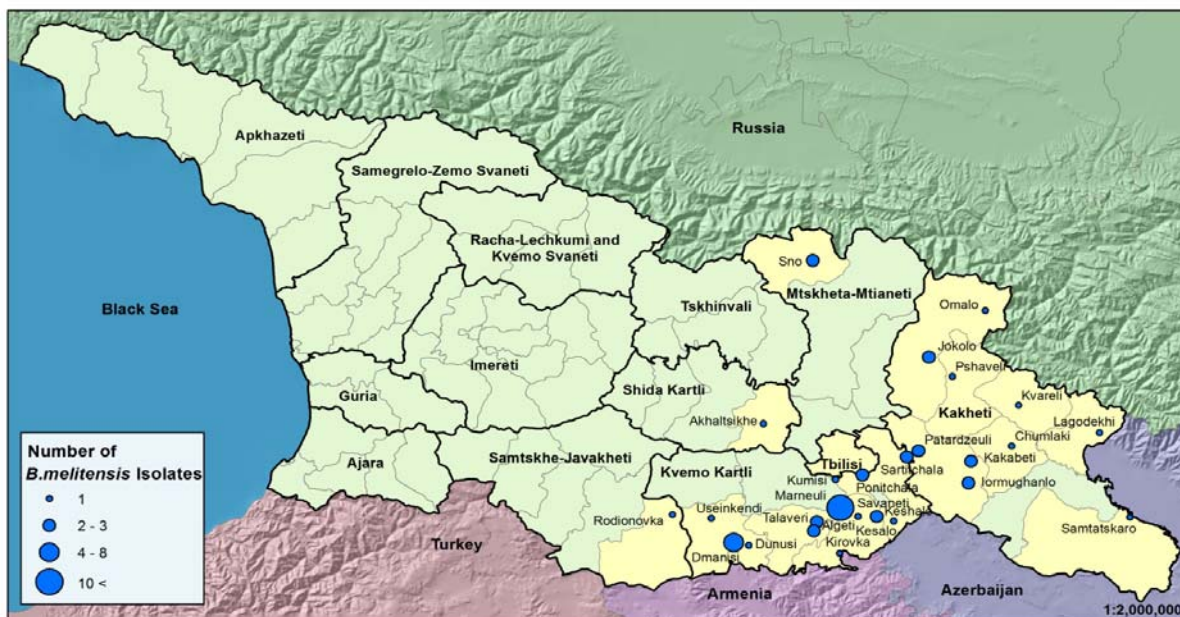 Russia
Apkhazeti
Samegrelo-Zemo Svaneti
Racha-Lechkumi and
Kvemo Svaneti
Sno
Mtskheta-Mtianeti
Black Sea
Tskhinvali
Omalo
Jokolo
Pshaveli
Imereti
Guria
Shida Kartli
Kvareli
Akhaltsikhe
Kakheti
Lagodekhi
Chumlaki
Patardzeuli
Kakabeti
Ajara
Samtskhe-Javakheti
Kvemo Kartli
Tbilisi
Sartichala
Iormughanlo
Kumisi
Ponitchala
Marneuli
Savapeti
Keshali
Rodionovka
Useinkendi
Talaveri
Algeti
Kesalo
Samtatskaro
Kirovka
Dmanisi
Dunusi
Turkey
Armenia
Azerbaijan
1:2,000,000
Number of
B.melitensis Isolates
1
2 - 3
4 - 8
10 <